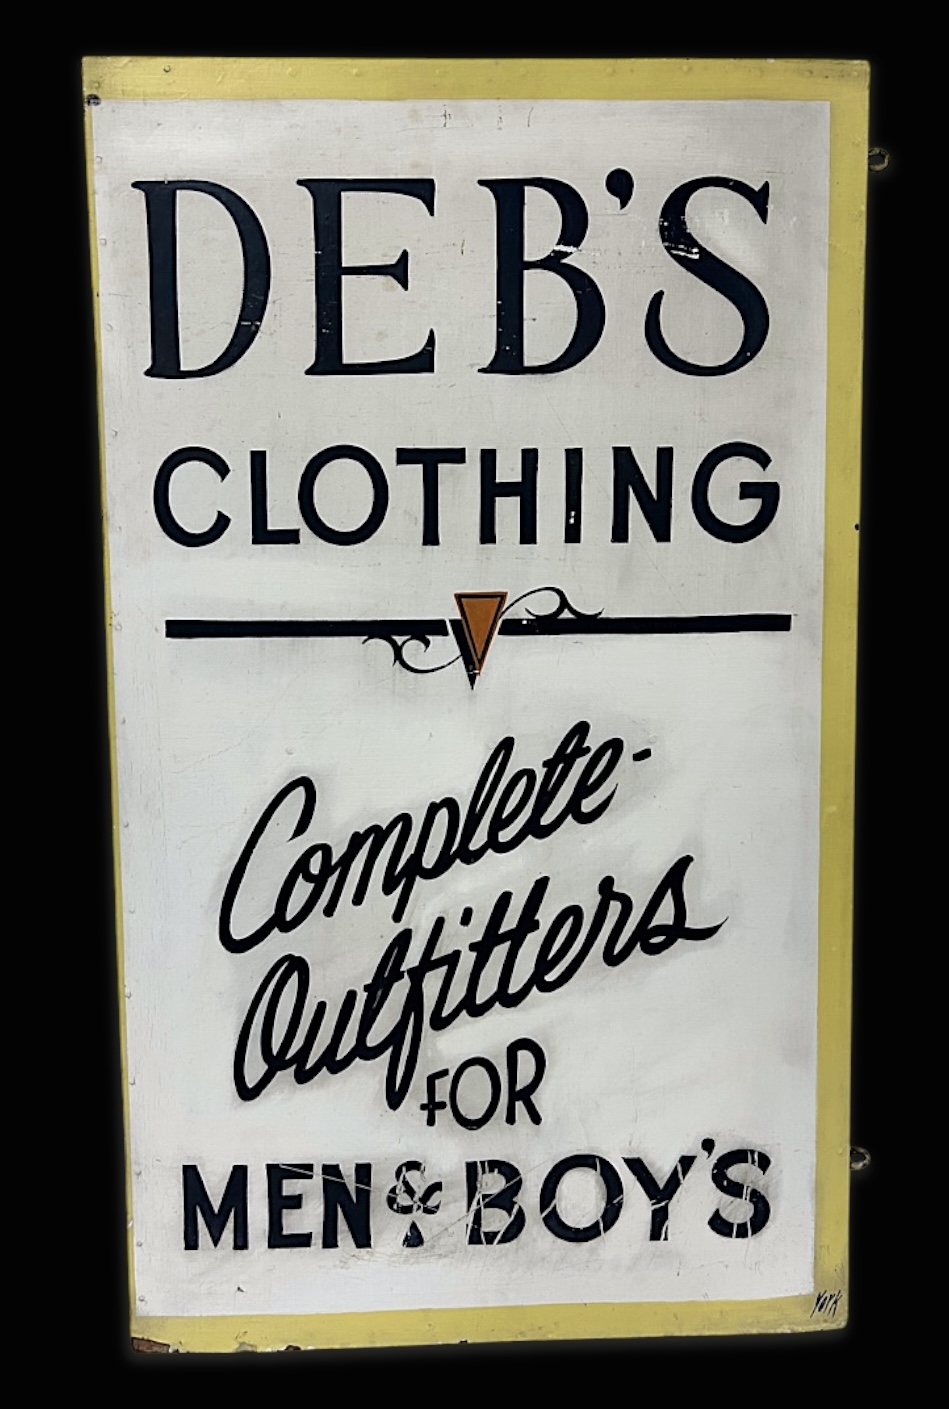 DEB'S
CLOTHING
Complete-
Outfitters
FOR
MEN & BOY'S
York